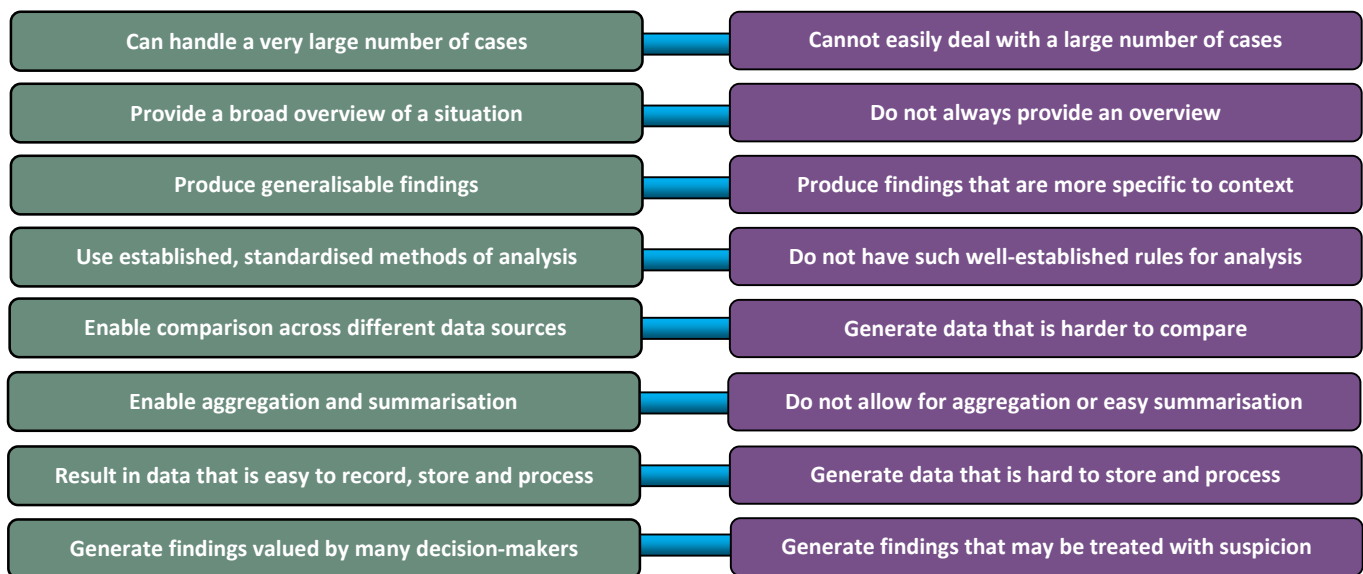 Can handle a very large number of cases
Cannot easily deal with a large number of cases
Provide a broad overview of a situation
Do not always provide an overview
Produce generalisable findings
Produce findings that are more specific to context
Use established, standardised methods of analysis
Do not have such well-established rules for analysis
Enable comparison across different data sources
Generate data that is harder to compare
Enable aggregation and summarisation
Do not allow for aggregation or easy summarisation
Result in data that is easy to record, store and process
Generate data that is hard to store and process
Generate findings valued by many decision-makers
Generate findings that may be treated with suspicion